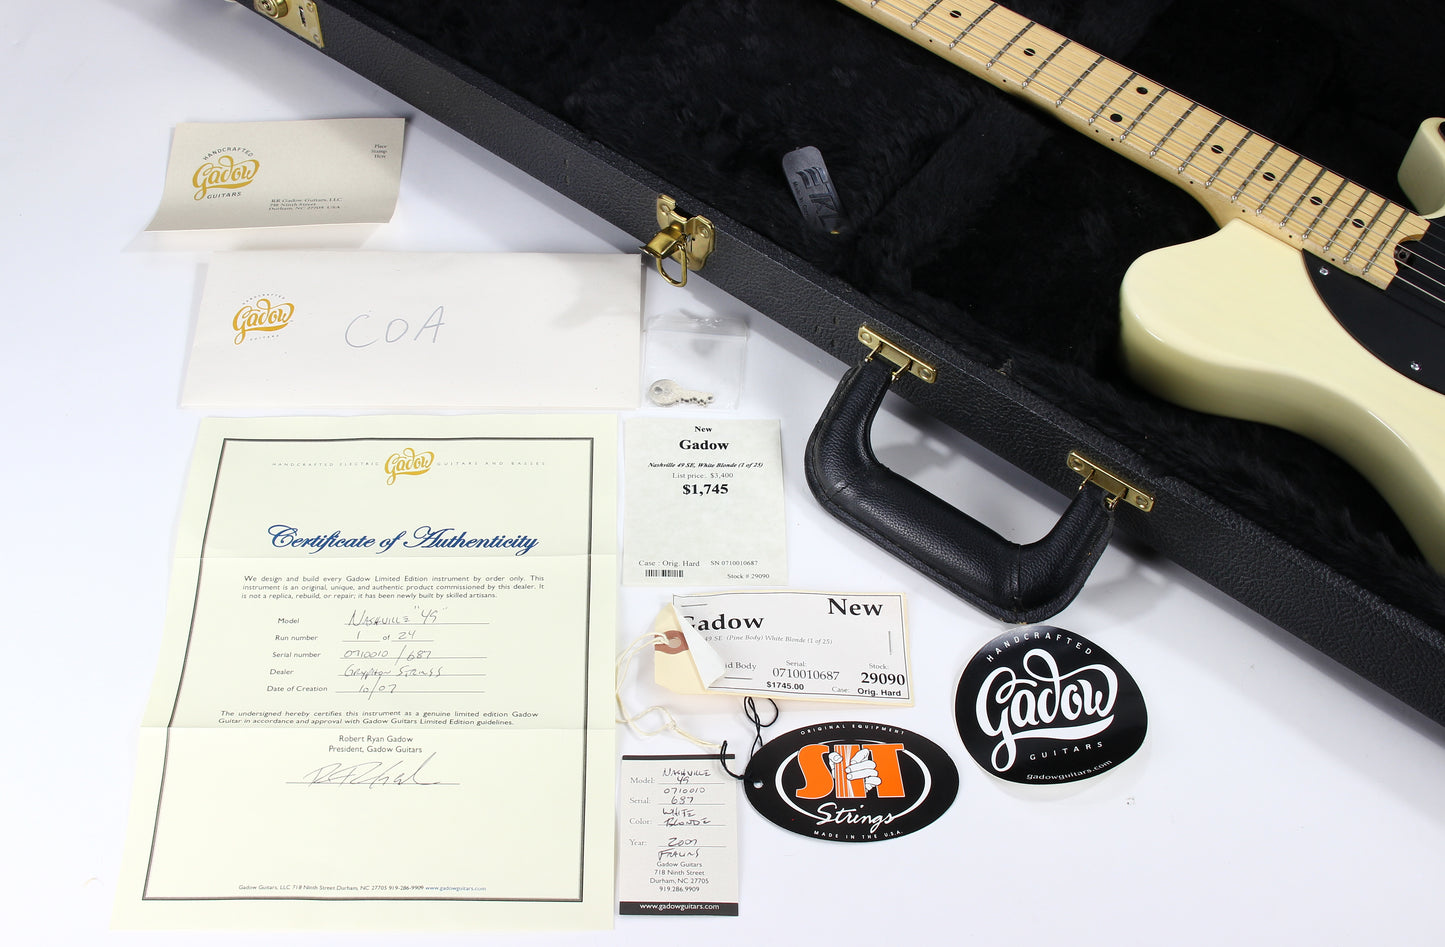 HANDCRAFTED
Gadow
GUITARS
Place
Stamp
Here
RR Gadow Guitars, LLC
718 Ninth Street
Durham, NC 27705 USA
HANDCRAFTED
Gadow
GUITARS
COA
HANDCRAFTED ELECTRIC Gadow GUITARS AND BASSES
Certificate of Authenticity
We design and build every Gadow Limited Edition instrument by order only. This
instrument is an original, unique, and authentic product commissioned by this dealer. It
is not a replica, rebuild, or repair; it has been newly built by skilled artisans.
Model NASHVILLE "49"
Run number 1 of 24
Serial number 0710010 / 687
Dealer GRYPHON STRINGS
Date of Creation 10/07
The undersigned hereby certifies this instrument as a genuine limited edition Gadow
Guitar in accordance and approval with Gadow Guitars Limited Edition guidelines.
Robert Ryan Gadow
President, Gadow Guitars
Gadow Guitars, LLC 718 Ninth Street Durham, NC 27705 919-286-9909 www.gadowguitars.com
New
Gadow
Nashville 49 SE, White Blonde (1 of 25)
List price: $3,400
$1,745
Case : Orig. Hard SN 0710010687
Stock # 29090
New
Gadow
49 SE (Pine Body) White Blonde (1 of 25)
Body
Serial:
0710010687
Stock:
29090
$1745.00
Case: Orig. Hard
Model: NASHVILLE
49
0710010
Serial: 687
WHITE
Color: BLONDE
Year: 2007
Gadow Guitars
718 Ninth Street
Durham, NC 27705
919.286.9909
www.gadowguitars.com
ORIGINAL EQUIPMENT
SIT
Strings
MADE IN THE U.S.A.
HANDCRAFTED
Gadow
GUITARS
gadowguitars.com